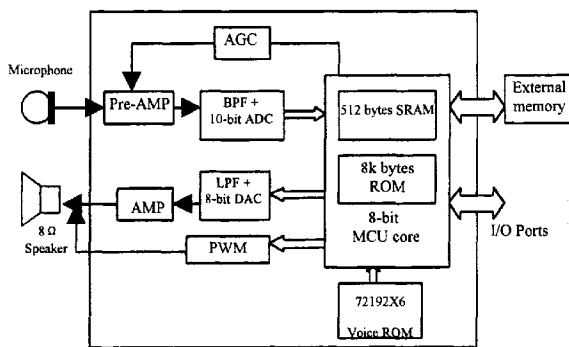 AGC
Microphone
Pre-AMP
BPF +
10-bit ADC
512 bytes SRAM
External
memory
8k bytes
ROM
8-bit
MCU core
LPF +
8-bit DAC
AMP
8 Ω
Speaker
PWM
I/O Ports
72192X6
Voice ROM